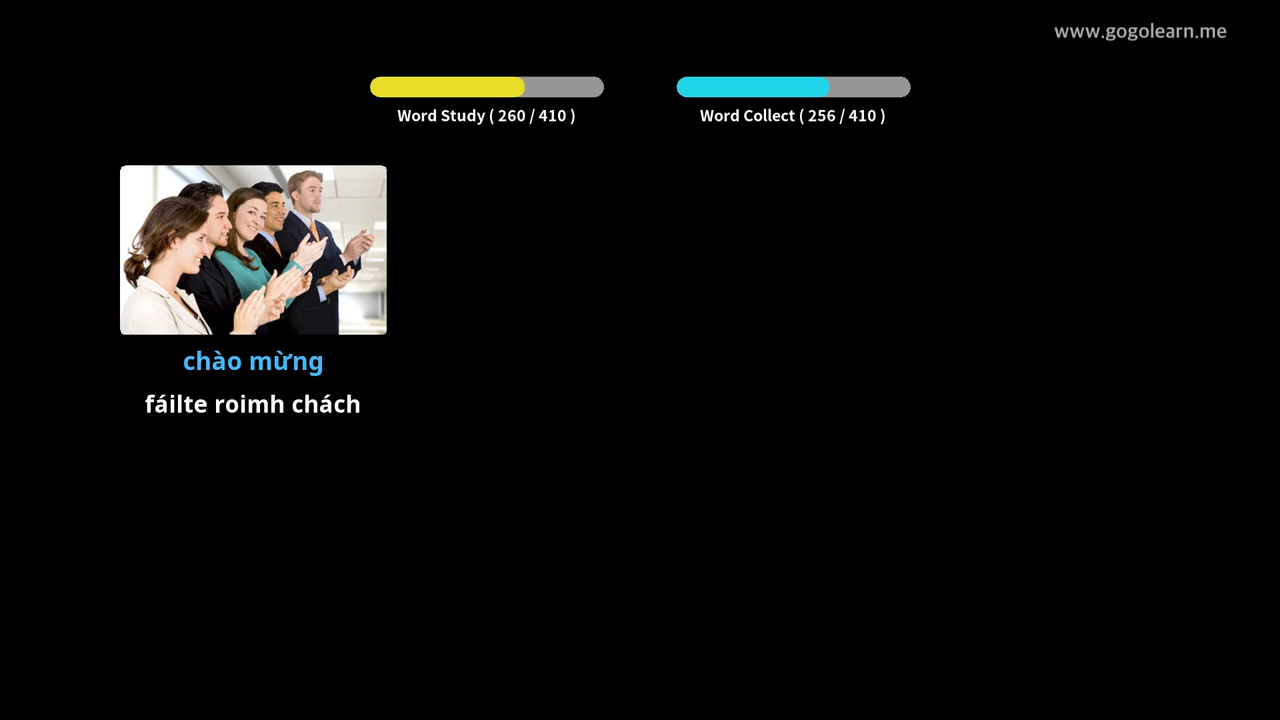 www.gogolearn.me
Word Study ( 260 / 410 )
Word Collect ( 256 / 410 )
chào mừng
fáilte roimh chách